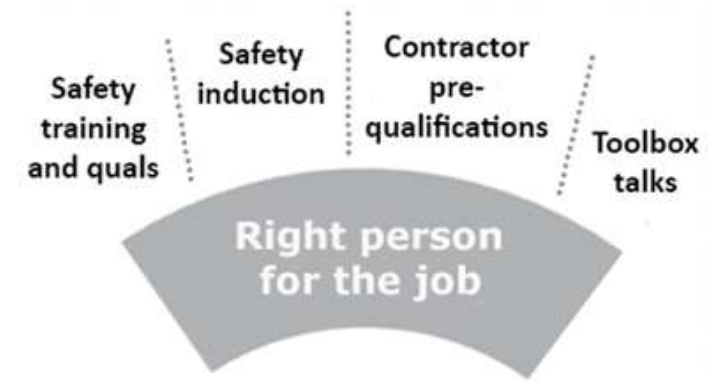 Safety
training
and quals
Safety
induction
Contractor
pre-
qualifications
Toolbox
talks
Right person
for the job